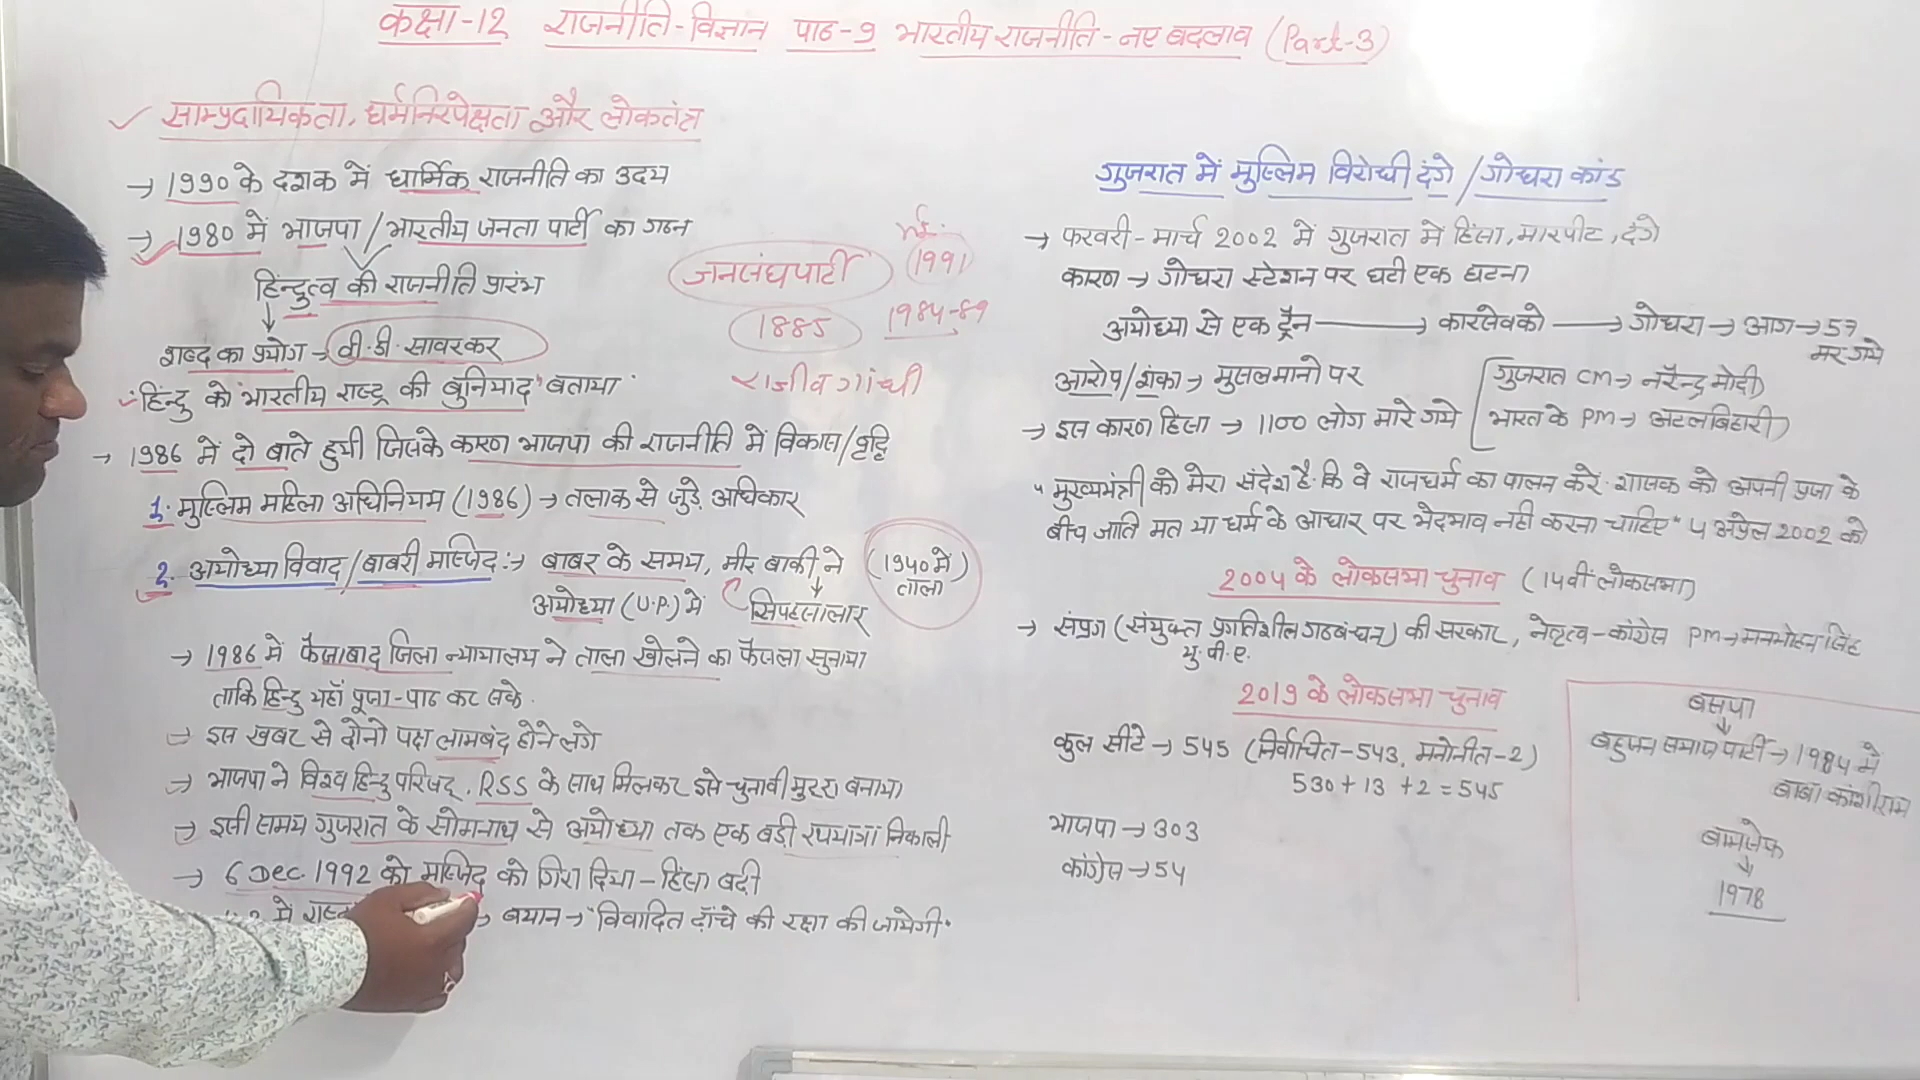 कक्षा-12 राजनीति-विज्ञान पाठ-9 भारतीय राजनीति-नए बदलाव (Part-3)
साम्प्रदायिकता, धर्मनिरपेक्षता और लोकतंत्र
→ 1990 के दशक में धार्मिक राजनीति का उदय
→ 1980 में भाजपा/भारतीय जनता पार्टी का गठन
हिन्दुत्व की राजनीति प्रारंभ
शब्द का प्रयोग → वी.डी. सावरकर
"हिन्दु को भारतीय राष्ट्र की बुनियाद" बताया
जनसंघ पार्टी
1991
1885
1984-89
राजीव गांधी
→ 1986 में दो बाते हुयी जिसके कारण भाजपा की राजनीति में विकास/वृद्दि
1. मुस्लिम महिला अधिनियम (1986) → तलाक से जुड़े अधिकार
2. अयोध्या विवाद/बाबरी मस्जिद :→ बाबर के समय, मीर बाकी ने
(1940 में)
ताला
अयोध्या (U.P.) में
सिपहसालार
→ 1986 में फैजाबाद जिला न्यायालय ने ताला खोलने का फैसला सुनाया
ताकि हिन्दु यहाँ पूजा-पाठ कर सके.
→ इस खबर से दोनो पक्ष लामबंद होने लगे
→ भाजपा ने विश्व हिन्दु परिसद, RSS के साथ मिलकर इसे चुनावी मुद्दा बनाया
→ इसी समय गुजरात के सोमनाथ से अयोध्या तक एक बड़ी रथयात्रा निकाली
→ 6 Dec. 1992 को मस्जिद को गिरा दिया - हिंसा बढ़ी
में → बयान → "विवादित ढाँचे की रक्षा की जायेगी"
गुजरात में मुस्लिम विरोधी दंगे/गोधरा कांड
→ फरवरी-मार्च 2002 में गुजरात में हिंसा, मारपीट, दंगे
कारण → गोधरा स्टेशन पर घटी एक घटना
अयोध्या से एक ट्रैन → कारसेवको → गोधरा → आग → 57
मर गये
आरोप/शंका → मुसलमानो पर
→ इस कारण हिंसा → 1100 लोग मारे गये
गुजरात CM → नरेन्द्र मोदी)
भारत के PM → अटलबिहारी)
"मुख्यमंत्री को मेरा संदेश है कि वे राजधर्म का पालन करें. शासक को अपनी प्रजा के
बीच जाति मत या धर्म के आधार पर भेदभाव नही करना चाहिए" 4 अप्रेल 2002 को
2004 के लोकसभा चुनाव (14वीं लोकसभा)
→ संप्रग (संयुक्त प्रगतिशील गठबंधन) की सरकार, नेतृत्व - कांग्रेस PM → मनमोहन सिंह
यु.पी.ए.
2019 के लोकसभा चुनाव
कुल सीटे → 545 (निर्वाचित-543, मनोनीत-2)
530 + 13 + 2 = 545
भाजपा → 303
कांग्रेस → 54
बसपा
बहुजन समाज पार्टी → 1984 में
बाबा कांशीराम
बामसेफ
1978